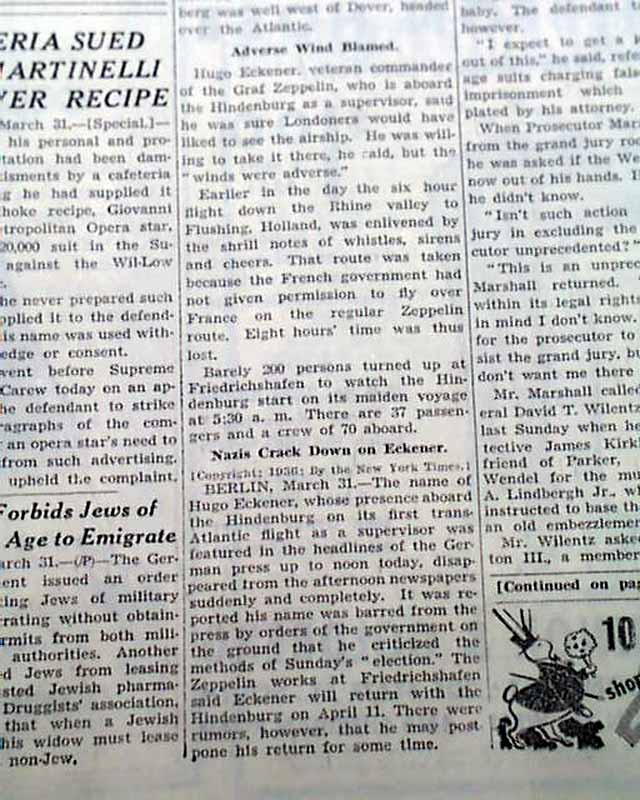 ERIA SUED
ARTINELLI
ER RECIPE
March 31.—[Special.]—
his personal and pro-
tation had been dam-
isments by a cafeteria
g he had supplied it
hoke recipe, Giovanni
tropolitan Opera star,
20,000 suit in the Su-
against the Wil-Low
he never prepared such
pplied it to the defend-
is name was used with-
edge or consent.
vent before Supreme
Carew today on an ap-
he defendant to strike
ragraphs of the com-
an opera star's need to
from such advertising.
upheld the complaint.
Forbids Jews of
Age to Emigrate
arch 31.—(P)—The Ger-
ent issued an order
cing Jews of military
rating without obtain-
rmits from both mili-
authorities. Another
d Jews from leasing
sted Jewish pharma-
Druggists' association,
that when a Jewish
his widow must lease
non-Jew.
berg was well west of Dover, headed
over the Atlantic.
Adverse Wind Blamed.
Hugo Eckener, veteran commander
of the Graf Zeppelin, who is aboard
the Hindenburg as a supervisor, said
he was sure Londoners would have
liked to see the airship. He was will-
ing to take it there, he said, but the
"winds were adverse."
Earlier in the day the six hour
flight down the Rhine valley to
Flushing, Holland, was enlivened by
the shrill notes of whistles, sirens
and cheers. That route was taken
because the French government had
not given permission to fly over
France on the regular Zeppelin
route. Eight hours' time was thus
lost.
Barely 200 persons turned up at
Friedrichshafen to watch the Hin-
denburg start on its maiden voyage
at 5:30 a. m. There are 37 passen-
gers and a crew of 70 aboard.
Nazis Crack Down on Eckener.
[Copyright: 1936: By the New York Times.]
BERLIN, March 31.—The name of
Hugo Eckener, whose presence aboard
the Hindenburg on its first trans-
Atlantic flight as a supervisor was
featured in the headlines of the Ger-
man press up to noon today, disap-
peared from the afternoon newspapers
suddenly and completely. It was re-
ported his name was barred from the
press by orders of the government on
the ground that he criticized the
methods of Sunday's "election." The
Zeppelin works at Friedrichshafen
said Eckener will return with the
Hindenburg on April 11. There were
rumors, however, that he may post
pone his return for some time.
baby. The defendant
however.
"I expect to get a
out of this," he said,
age suits charging
imprisonment which
plated by his attorney.
When Prosecutor Mar
from the grand jury
he was asked if the We
now out of his hands. H
he didn't know.
"Isn't such action
jury in excluding the
cutor unprecedented?"
"This is an unprec
Marshall returned.
within its legal rights
in mind I don't know.
for the prosecutor to
sist the grand jury, bu
don't want me there
Mr. Marshall called
eral David T. Wilentz
last Sunday when he
tective James Kirk
friend of Parker,
Wendel for the mu
A. Lindbergh Jr., w
instructed to base th
an old embezzlemen
Mr. Wilentz asked
ton III., a member
[Continued on pa
10
shop